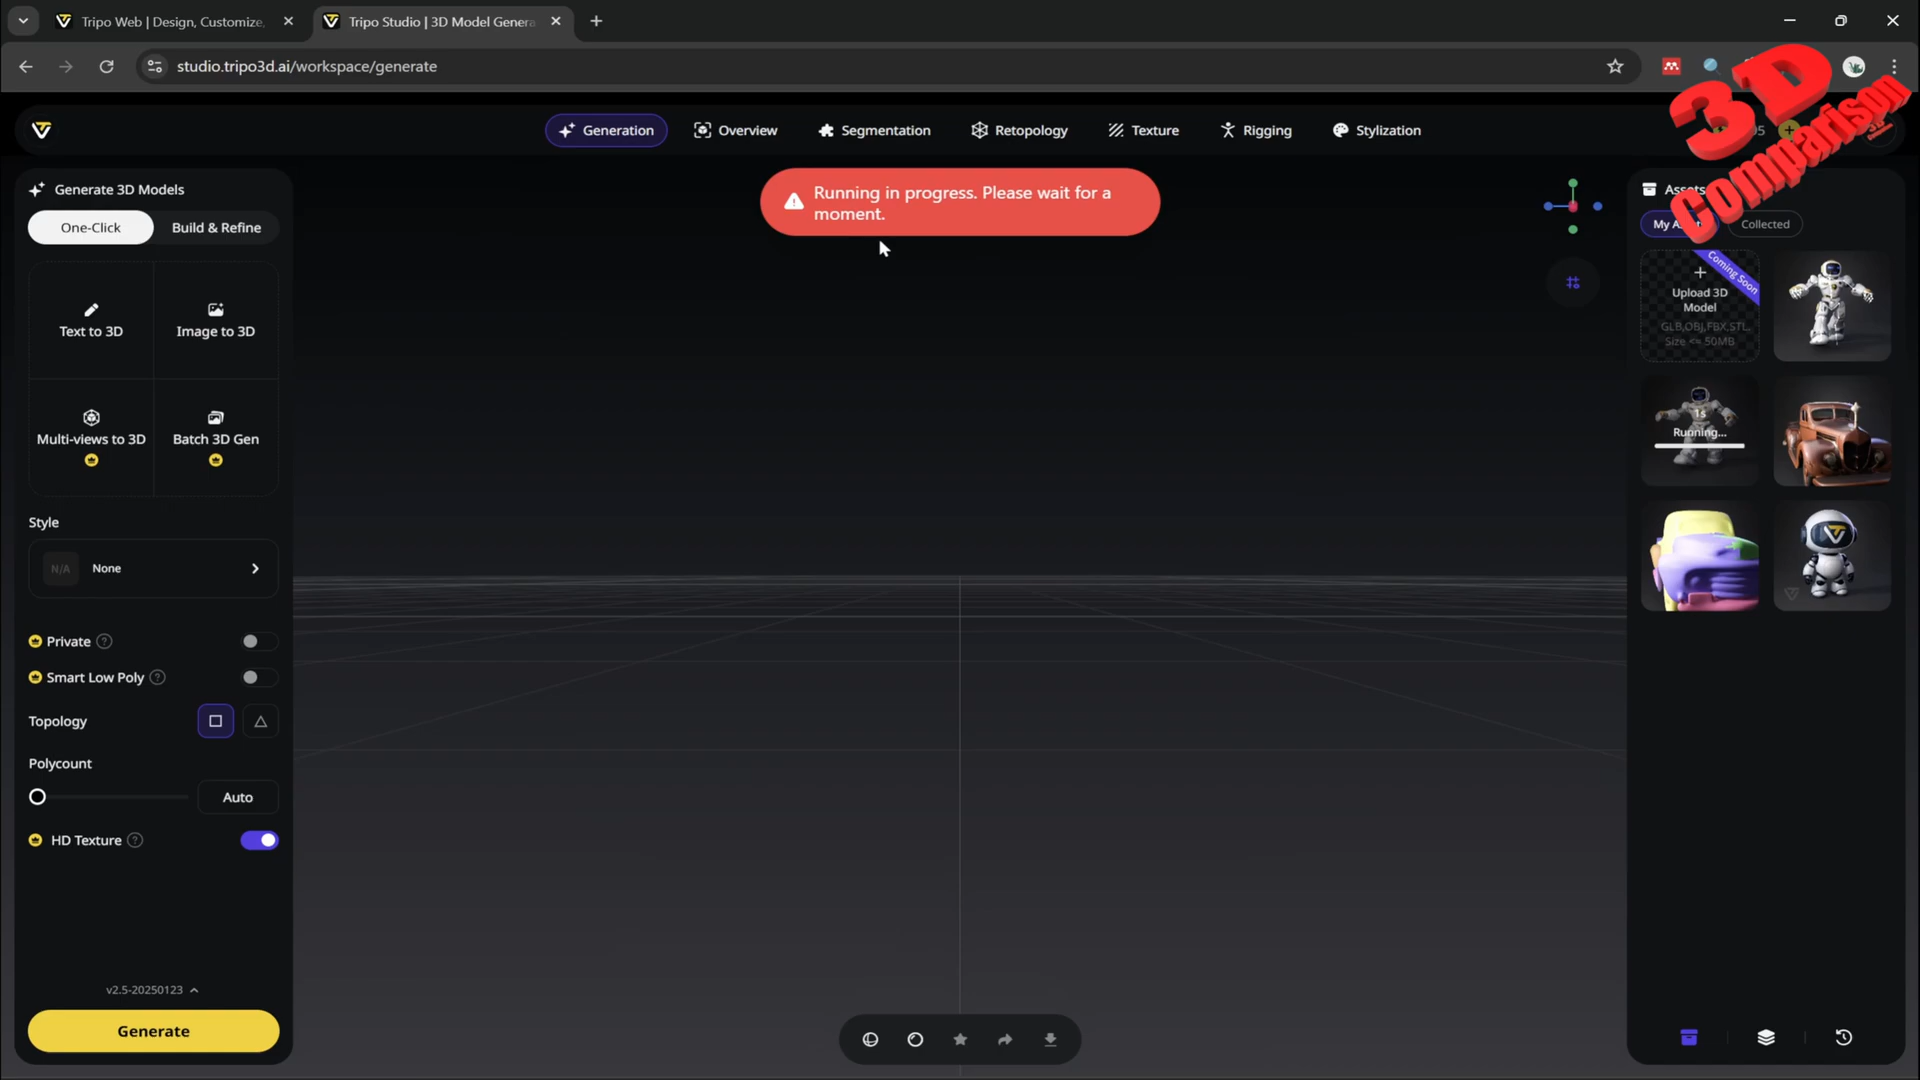 Tripo Web | Design, Customize,
Tripo Studio | 3D Model Genera
studio.tripo3d.ai/workspace/generate
3D
Comparison
Generation
Overview
Segmentation
Retopology
Texture
Rigging
Stylization
Generate 3D Models
One-Click
Build & Refine
Text to 3D
Image to 3D
Multi-views to 3D
Batch 3D Gen
Style
N/A
None
Private
Smart Low Poly
Topology
Polycount
Auto
HD Texture
v2.5-20250123
Generate
Running in progress. Please wait for a
moment.
Assets
My
Collected
Coming Soon
Upload 3D
Model
GLB,OBJ,FBX,STL,
Size <= 50MB
1s
Running...